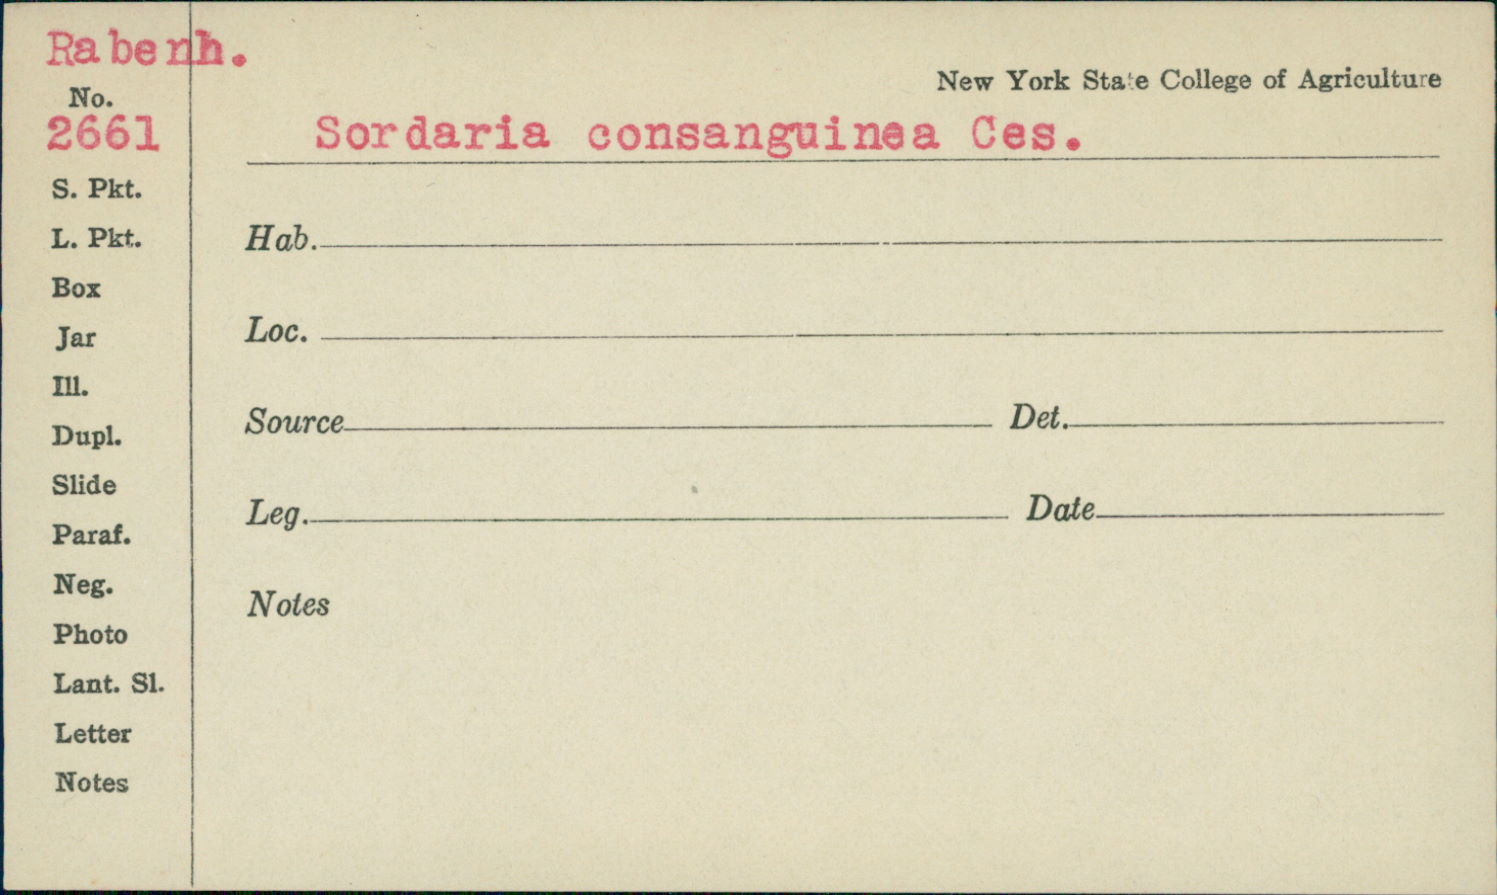 Rabenh.
No.
2661
New York State College of Agriculture
Sordaria consanguinea Ces.
S. Pkt.
L. Pkt.
Box
Jar
Ill.
Dupl.
Slide
Paraf.
Neg.
Photo
Lant. Sl.
Letter
Notes
Hab.
Loc.
Source Det.
Leg. Date
Notes